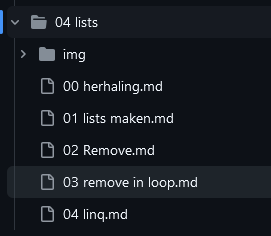 04 lists
img
00 herhaling.md
01 lists maken.md
02 Remove.md
03 remove in loop.md
04 linq.md